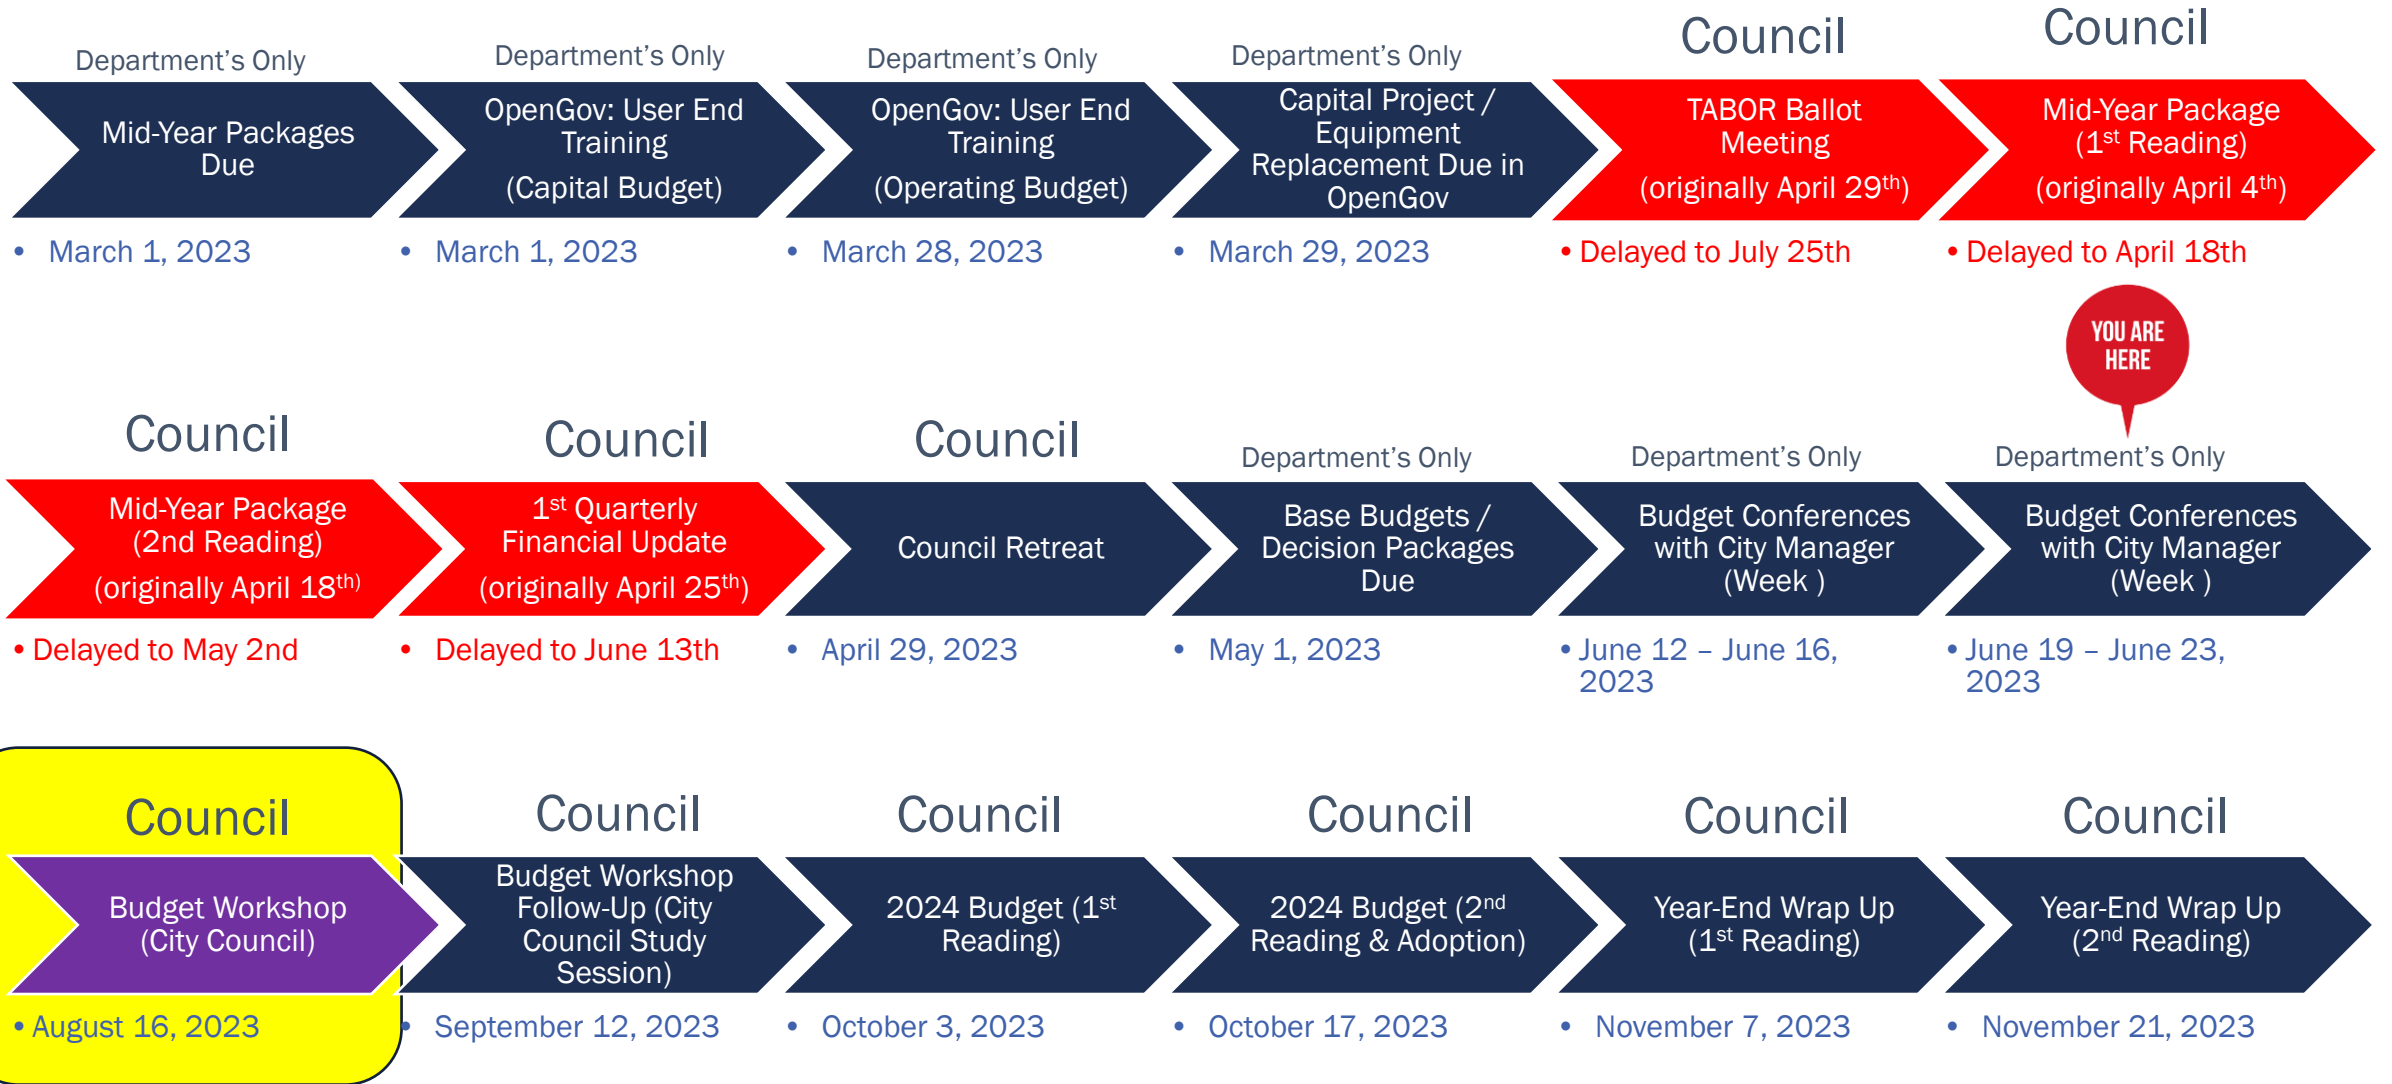 Department's Only
Mid-Year Packages
Due
• March 1, 2023
Department's Only
OpenGov: User End
Training
(Capital Budget)
• March 1, 2023
Department's Only
OpenGov: User End
Training
(Operating Budget)
• March 28, 2023
Department's Only
Capital Project /
Equipment
Replacement Due in
OpenGov
• March 29, 2023
Council
TABOR Ballot
Meeting
(originally April 29th)
• Delayed to July 25th
Council
Mid-Year Package
(1st Reading)
(originally April 4th)
• Delayed to April 18th
YOU ARE
HERE
Council
Mid-Year Package
(2nd Reading)
(originally April 18th)
• Delayed to May 2nd
Council
1st Quarterly
Financial Update
(originally April 25th)
• Delayed to June 13th
Council
Council Retreat
• April 29, 2023
Department's Only
Base Budgets /
Decision Packages
Due
• May 1, 2023
Department's Only
Budget Conferences
with City Manager
(Week )
• June 12 – June 16,
2023
Department's Only
Budget Conferences
with City Manager
(Week )
• June 19 – June 23,
2023
Council
Budget Workshop
(City Council)
• August 16, 2023
Council
Budget Workshop
Follow-Up (City
Council Study
Session)
• September 12, 2023
Council
2024 Budget (1st
Reading)
• October 3, 2023
Council
2024 Budget (2nd
Reading & Adoption)
• October 17, 2023
Council
Year-End Wrap Up
(1st Reading)
• November 7, 2023
Council
Year-End Wrap Up
(2nd Reading)
• November 21, 2023